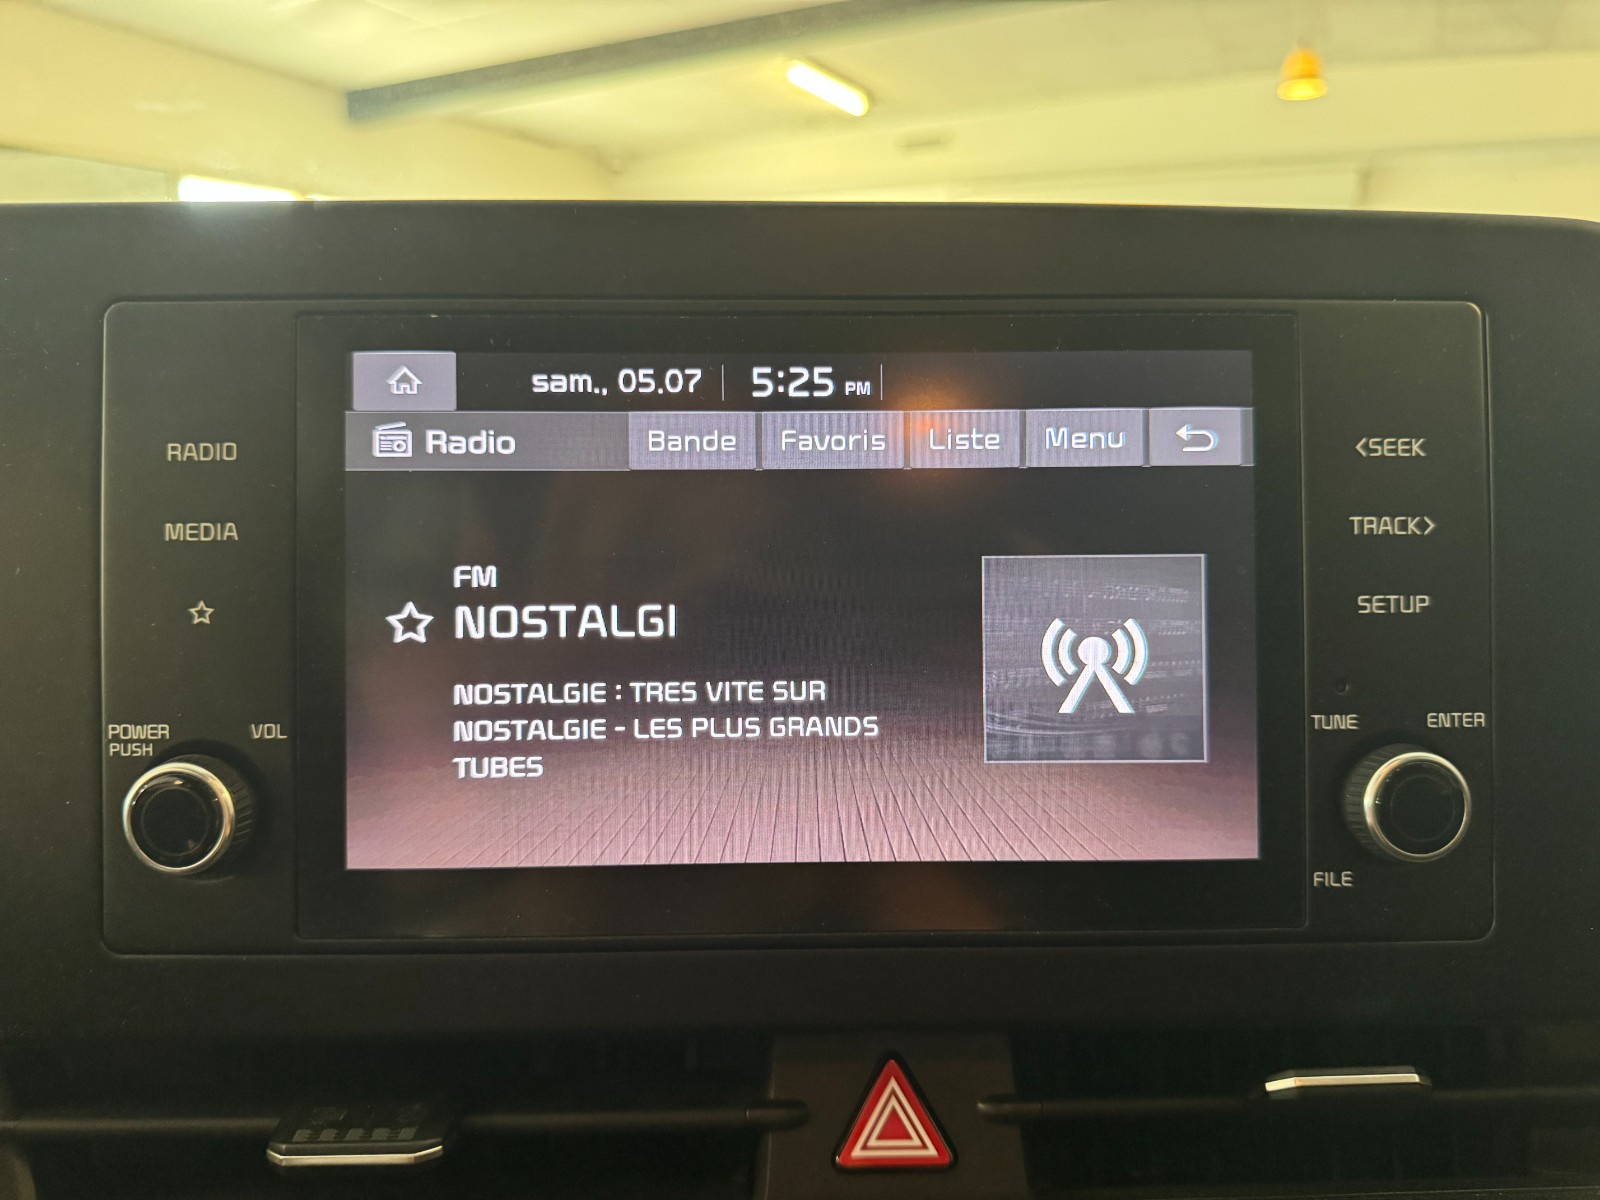 sam., 05.07 5:25 PM
Radio Bande Favoris Liste Menu
RADIO
MEDIA
POWER
PUSH
VOL
FM
NOSTALGI
NOSTALGIE : TRES VITE SUR
NOSTALGIE - LES PLUS GRANDS
TUBES
<SEEK
TRACK>
SETUP
TUNE
ENTER
FILE